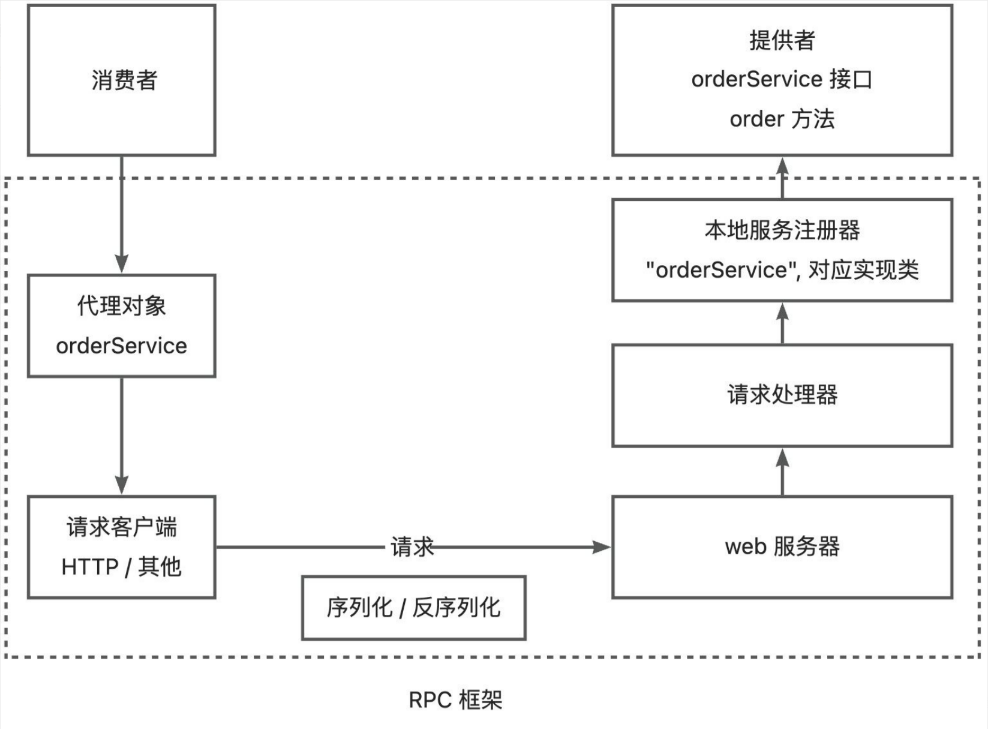 消费者
提供者
orderService 接口
order 方法
本地服务注册器
"orderService", 对应实现类
代理对象
orderService
请求处理器
请求客户端
HTTP / 其他
请求
web 服务器
序列化 / 反序列化
RPC 框架